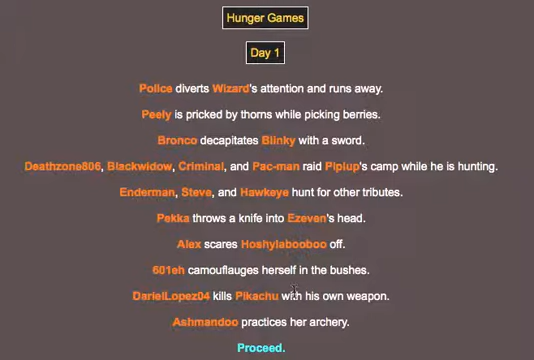 Hunger Games
Day 1
Police diverts Wizard's attention and runs away.
Peely is pricked by thorns while picking berries.
Bronco decapitates Blinky with a sword.
Deathzone806, Blackwidow, Criminal, and Pac-man raid Piplup's camp while he is hunting.
Enderman, Steve, and Hawkeye hunt for other tributes.
Pekka throws a knife into Ezeven's head.
Alex scares Hoshylabooboo off.
601eh camouflauges herself in the bushes.
DarielLopez04 kills Pikachu with his own weapon.
Ashmandoo practices her archery.
Proceed.